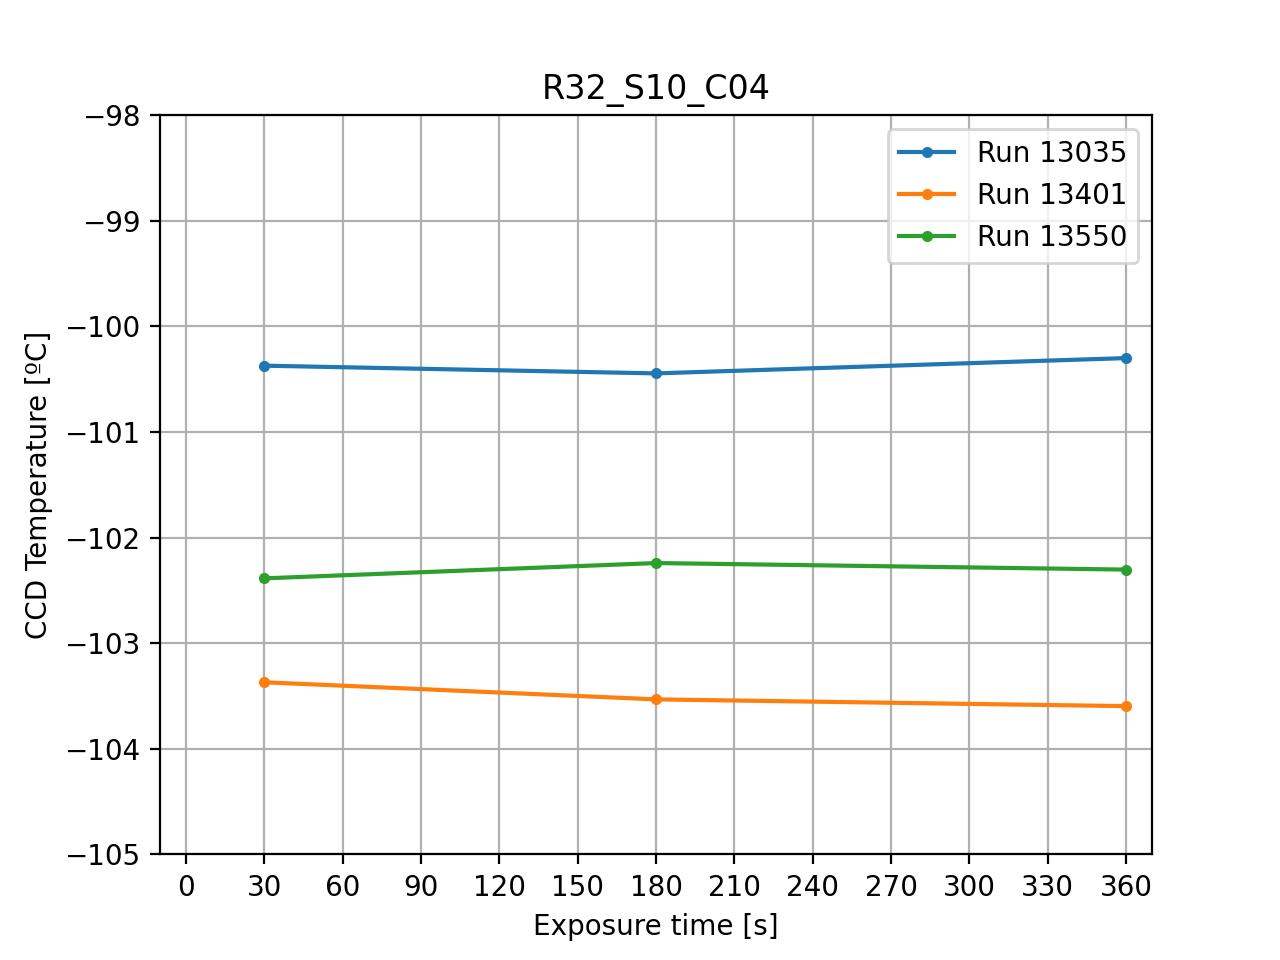 R32_S10_C04
−98
−99
−100
−101
−102
−103
−104
−105
CCD Temperature [ºC]
Run 13035
Run 13401
Run 13550
0 30 60 90 120 150 180 210 240 270 300 330 360
Exposure time [s]